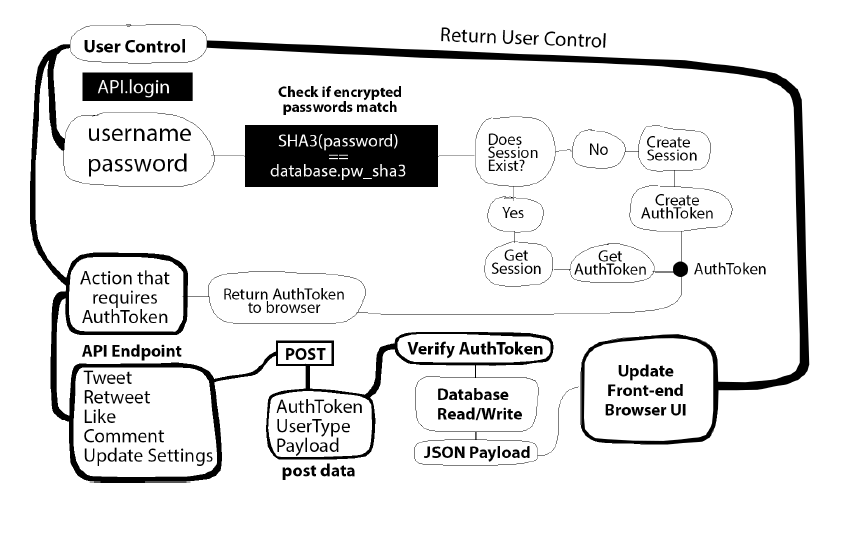 Return User Control
User Control
API.login
Check if encrypted
passwords match
username
password
SHA3(password)
==
database.pw_sha3
Does
Session
Exist?
No
Create
Session
Yes
Create
AuthToken
Get
Session
Get
AuthToken
AuthToken
Action that
requires
AuthToken
Return AuthToken
to browser
API Endpoint
Tweet
Retweet
Like
Comment
Update Settings
POST
AuthToken
UserType
Payload
post data
Verify AuthToken
Database
Read/Write
JSON Payload
Update
Front-end
Browser UI